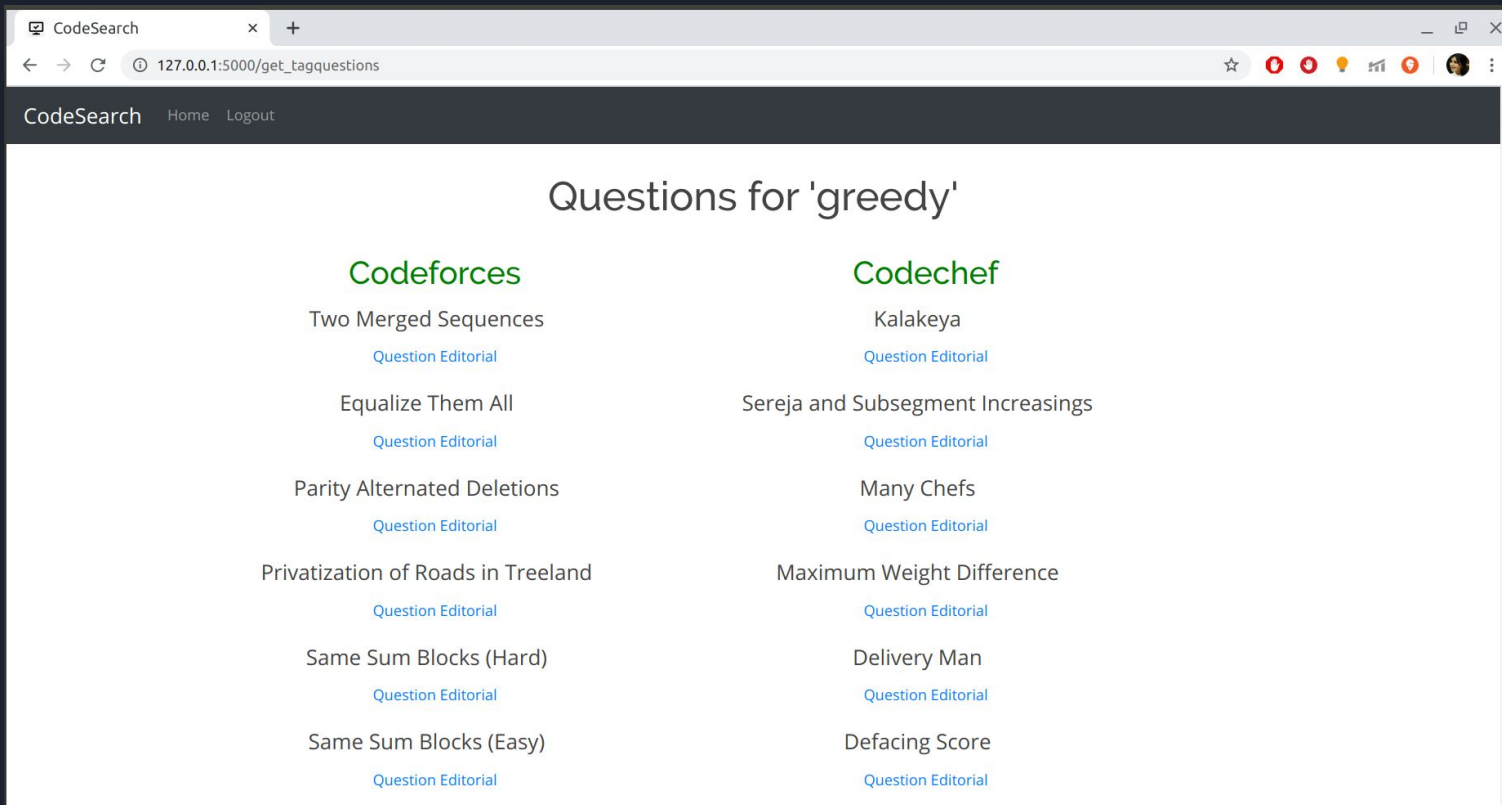 CodeSearch
127.0.0.1:5000/get_tagquestions
CodeSearch Home Logout
Questions for 'greedy'
Codeforces
Two Merged Sequences
Question Editorial
Equalize Them All
Question Editorial
Parity Alternated Deletions
Question Editorial
Privatization of Roads in Treeland
Question Editorial
Same Sum Blocks (Hard)
Question Editorial
Same Sum Blocks (Easy)
Question Editorial
Codechef
Kalakeya
Question Editorial
Sereja and Subsegment Increasings
Question Editorial
Many Chefs
Question Editorial
Maximum Weight Difference
Question Editorial
Delivery Man
Question Editorial
Defacing Score
Question Editorial